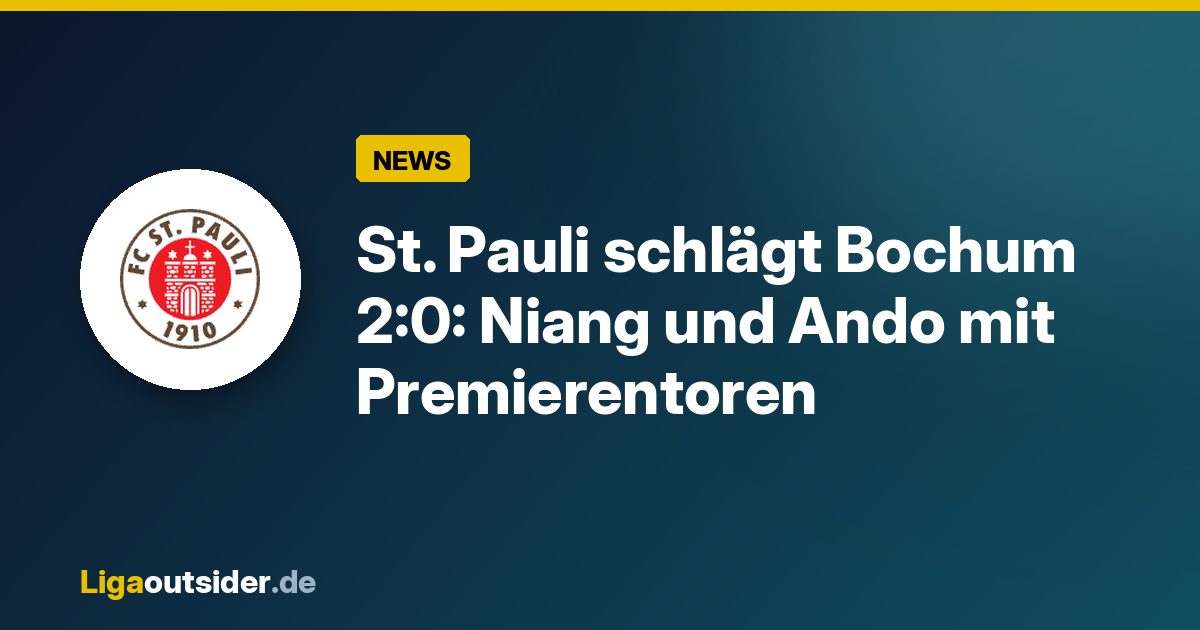 NEWS
St. Pauli schlägt Bochum
2:0: Niang und Ando mit
Premierentoren
FC ST. PAULI
1910
Ligaoutsider.de